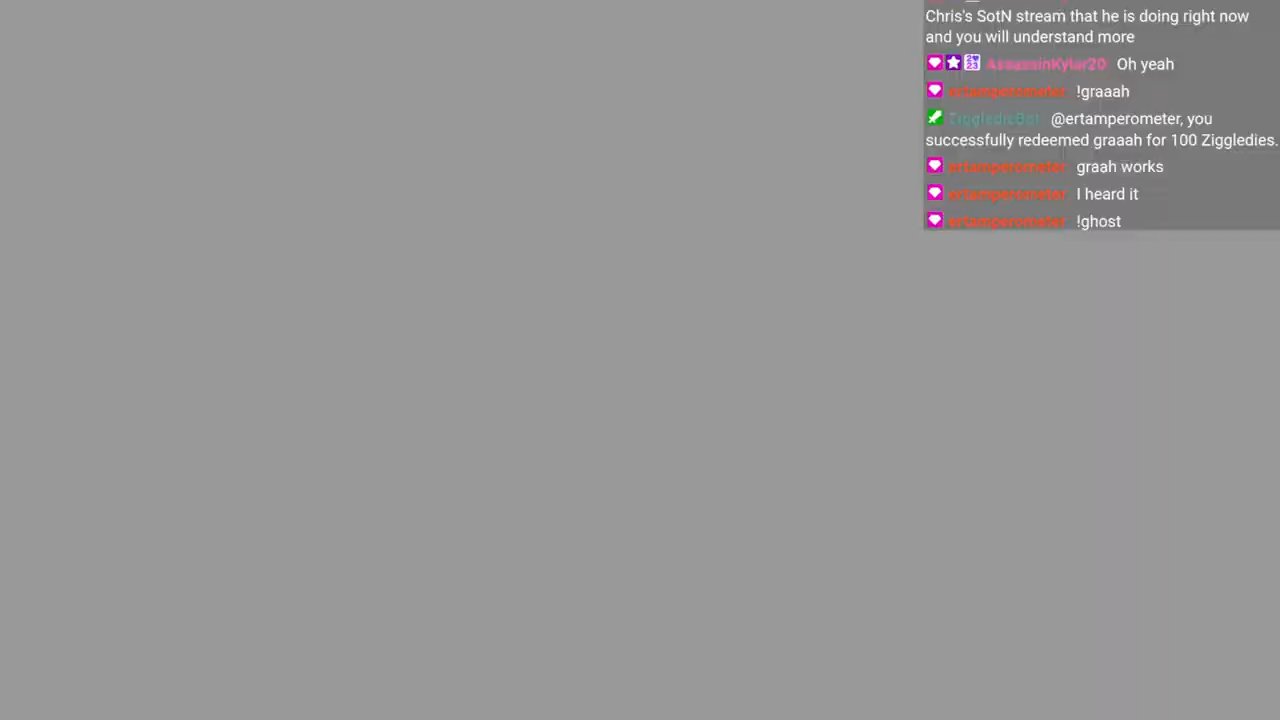 Chris's SotN stream that he is doing right now
and you will understand more
AssassinKylar20 Oh yeah
ertamperometer !graaah
ZiggledieBot @ertamperometer, you
successfully redeemed graaah for 100 Ziggledies.
ertamperometer graah works
ertamperometer I heard it
ertamperometer !ghost